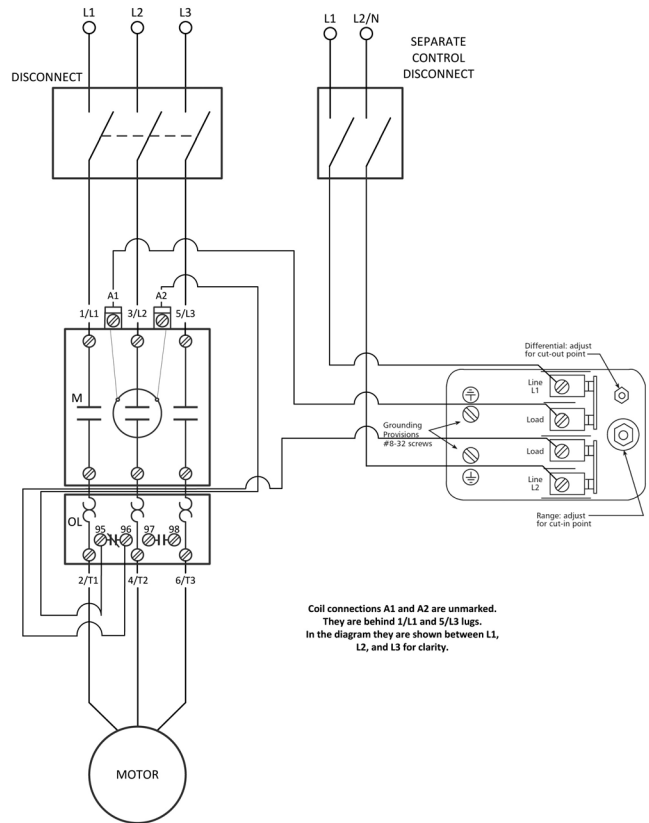 L1 L2 L3
L1 L2/N
SEPARATE
CONTROL
DISCONNECT
DISCONNECT
A1 A2
1/L1 3/L2 5/L3
M
Differential: adjust
for cut-out point
Line
L1
Load
Grounding
Provisions
#8-32 screws
Load
Line
L2
Range: adjust
for cut-in point
OL
95 96 97 98
2/T1 4/T2 6/T3
Coil connections A1 and A2 are unmarked.
They are behind 1/L1 and 5/L3 lugs.
In the diagram they are shown between L1,
L2, and L3 for clarity.
MOTOR